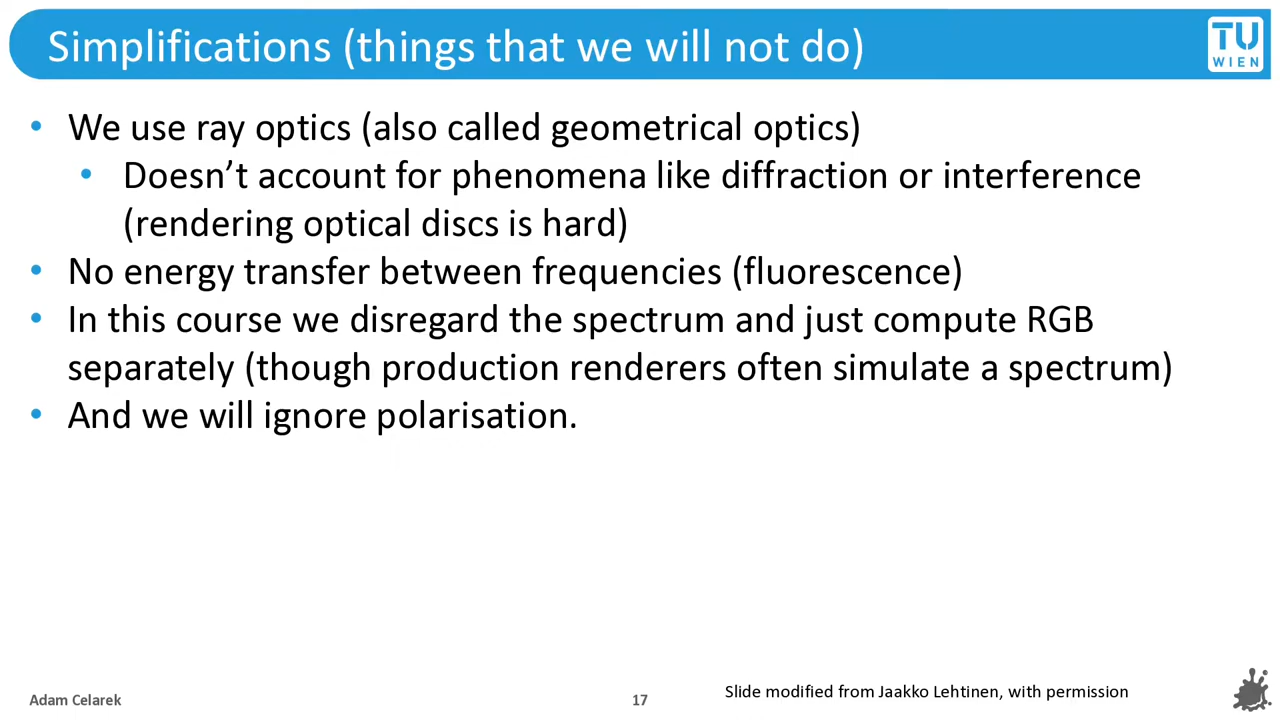 Simplifications (things that we will not do)
TU
WIEN
• We use ray optics (also called geometrical optics)
• Doesn’t account for phenomena like diffraction or interference
(rendering optical discs is hard)
• No energy transfer between frequencies (fluorescence)
• In this course we disregard the spectrum and just compute RGB
separately (though production renderers often simulate a spectrum)
• And we will ignore polarisation.
Adam Celarek
17
Slide modified from Jaakko Lehtinen, with permission